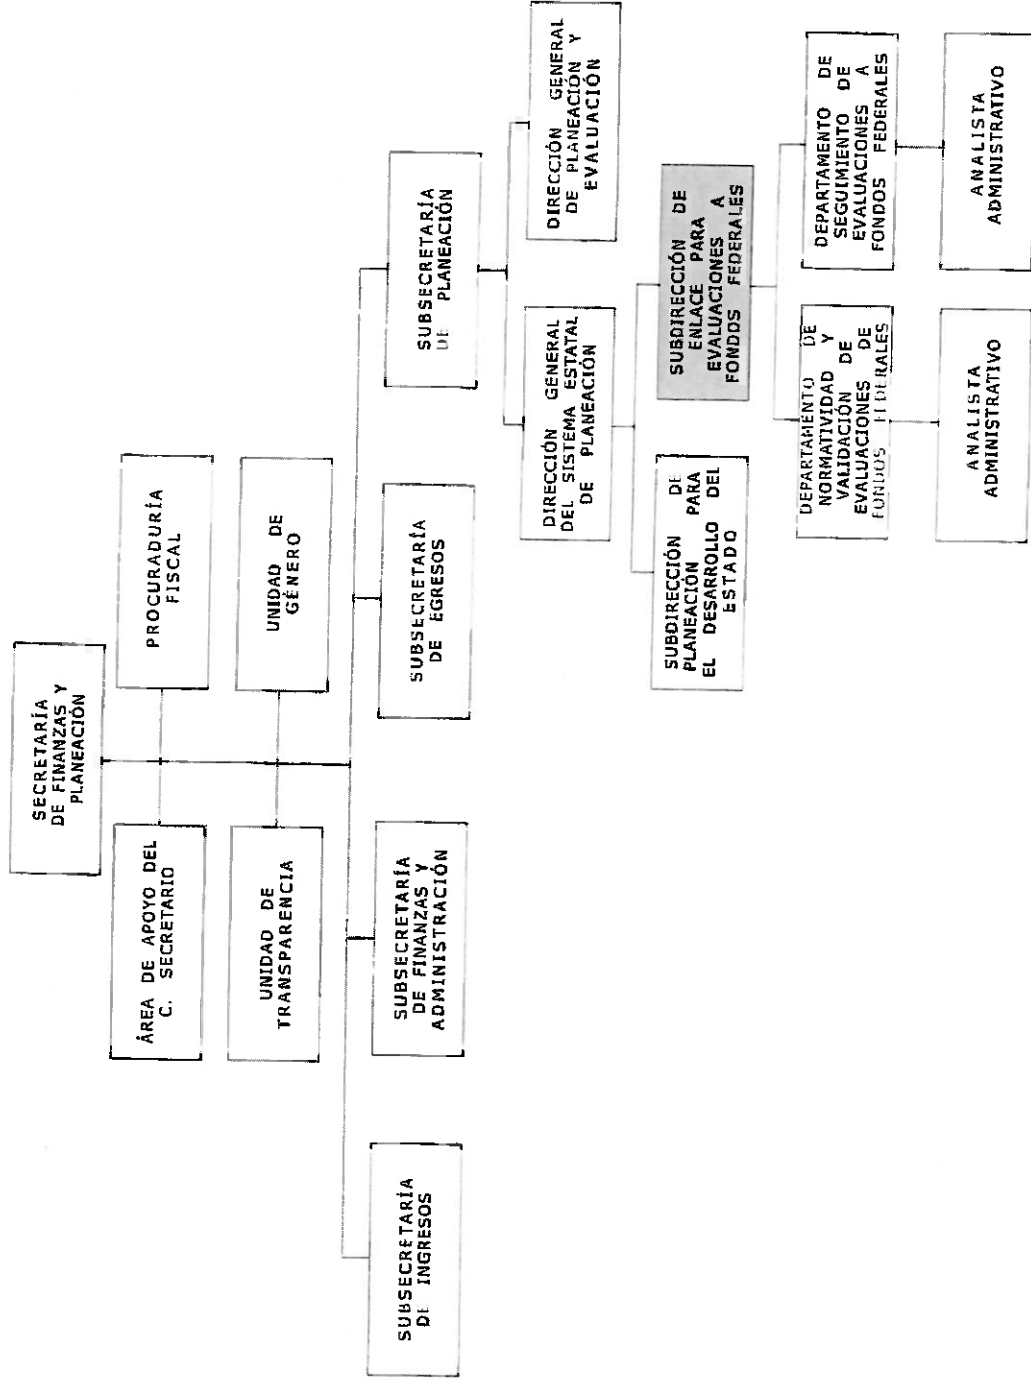 SECRETARÍA
DE FINANZAS Y
PLANEACIÓN
ÁREA DE APOYO DEL
C. SECRETARIO
PROCURADURÍA
FISCAL
UNIDAD DE
TRANSPARENCIA
UNIDAD DE
GÉNERO
SUBSECRETARÍA
DE INGRESOS
SUBSECRETARÍA
DE FINANZAS Y
ADMINISTRACIÓN
SUBSECRETARÍA
DE EGRESOS
SUBSECRETARÍA
DE PLANEACIÓN
DIRECCIÓN GENERAL
DEL SISTEMA ESTATAL
DE PLANEACIÓN
DIRECCIÓN GENERAL
DE PLANEACIÓN Y
EVALUACIÓN
SUBDIRECCIÓN DE
PLANEACIÓN PARA
EL DESARROLLO DEL
ESTADO
SUBDIRECCIÓN DE
ENLACE PARA
EVALUACIONES A
FONDOS FEDERALES
DEPARTAMENTO DE
NORMATIVIDAD Y
VALIDACIÓN DE
EVALUACIONES DE
FONDOS FEDERALES
DEPARTAMENTO DE
SEGUIMIENTO DE
EVALUACIONES A
FONDOS FEDERALES
ANALISTA
ADMINISTRATIVO
ANALISTA
ADMINISTRATIVO